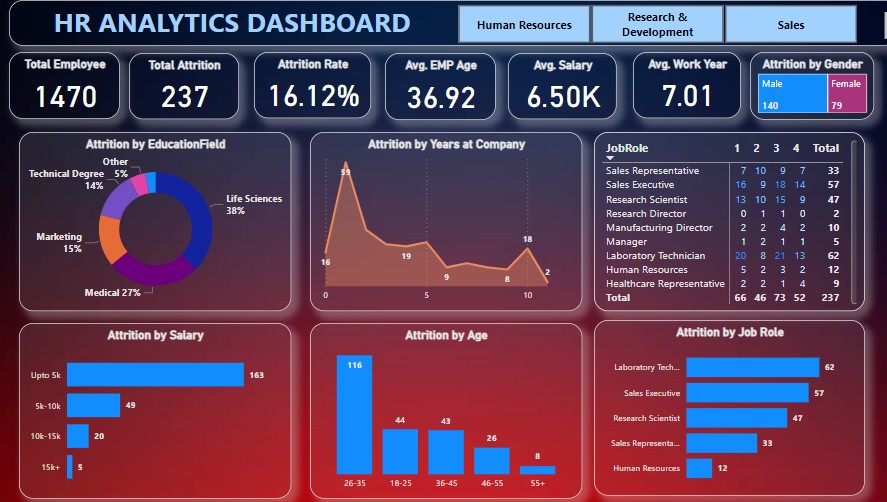 HR ANALYTICS DASHBOARD
Human Resources
Research &
Development
Sales
Total Employee
1470
Total Attrition
237
Attrition Rate
16.12%
Avg. EMP Age
36.92
Avg. Salary
6.50K
Avg. Work Year
7.01
Attrition by Gender
Male Female
140 79
Attrition by EducationField
Other
5%
Technical Degree
14%
Life Sciences
38%
Marketing
15%
Medical 27%
Attrition by Years at Company
59
16
19
6
9
8
18
2
0 5 10
JobRole 1 2 3 4 Total
Sales Representative 7 10 9 7 33
Sales Executive 16 9 18 14 57
Research Scientist 13 10 15 9 47
Research Director 0 1 1 0 2
Manufacturing Director 2 2 4 2 10
Manager 1 2 1 1 5
Laboratory Technician 20 8 21 13 62
Human Resources 5 2 3 2 12
Healthcare Representative 2 2 1 4 9
Total 66 46 73 52 237
Attrition by Salary
Upto 5k 163
5k-10k 49
10k-15k 20
15k+ 5
Attrition by Age
116
44
43
26
8
26-35 18-25 36-45 46-55 55+
Attrition by Job Role
Laboratory Tech... 62
Sales Executive 57
Research Scientist 47
Sales Representa... 33
Human Resources 12